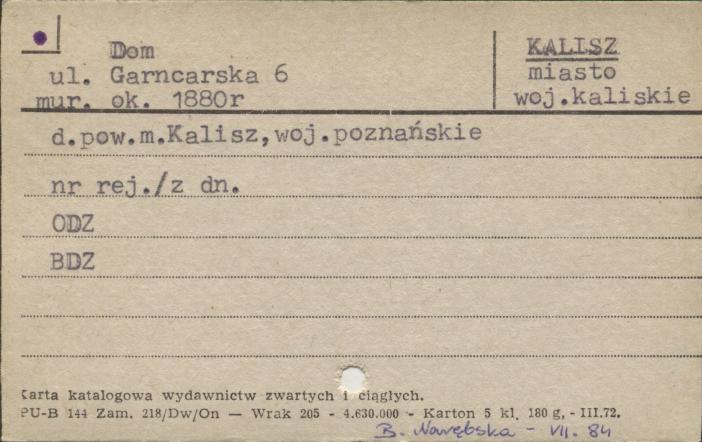 Dom
ul. Garncarska 6
mur. ok. 1880r
KALISZ
miasto
woj.kaliskie
d.pow.m.Kalisz,woj.poznańskie
nr rej./z dn.
ODZ
BDZ
Karta katalogowa wydawnictw zwartych i ciągłych.
PU-B 144 Zam. 218/Dw/On — Wrak 205 - 4.630.000 - Karton 5 kl. 180 g, - III.72.
B. Nawębska - VII. 84